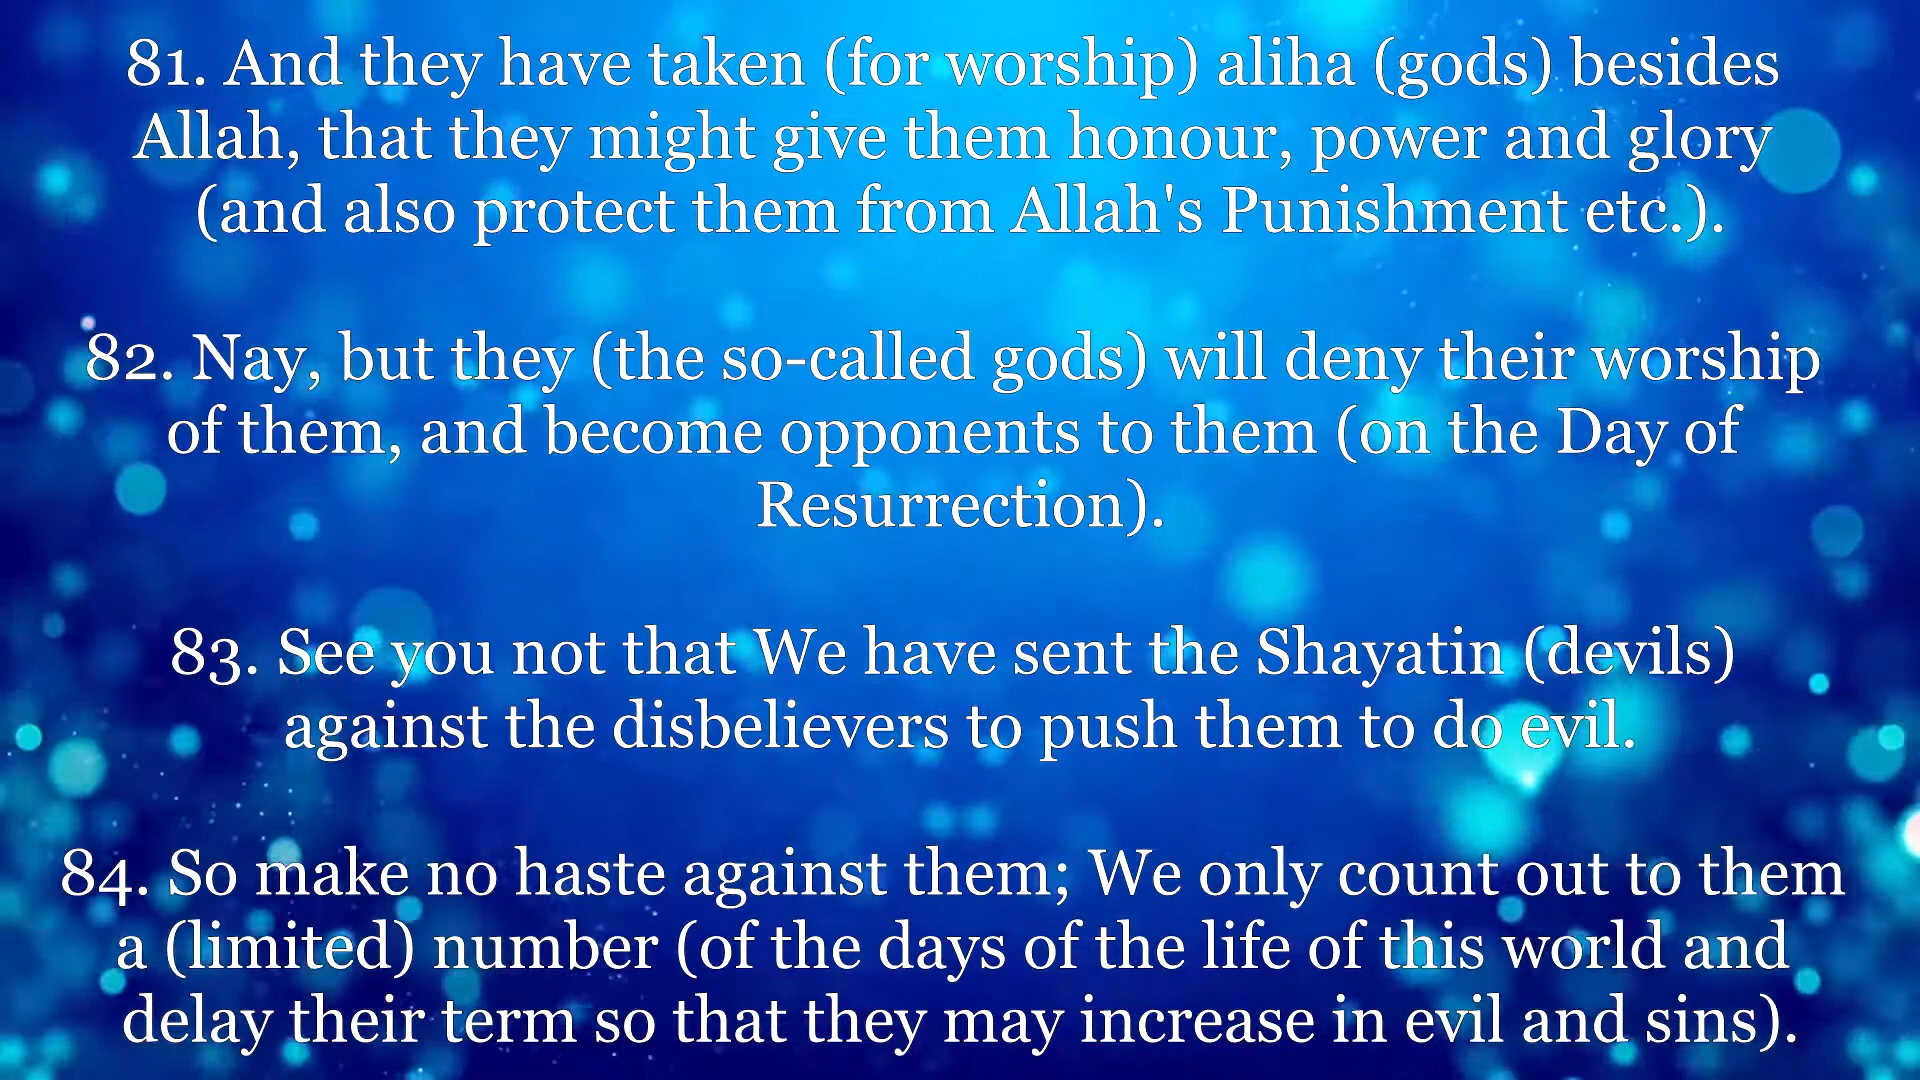 81. And they have taken (for worship) aliha (gods) besides
Allah, that they might give them honour, power and glory
(and also protect them from Allah's Punishment etc.).
82. Nay, but they (the so-called gods) will deny their worship
of them, and become opponents to them (on the Day of
Resurrection).
83. See you not that We have sent the Shayatin (devils)
against the disbelievers to push them to do evil.
84. So make no haste against them; We only count out to them
a (limited) number (of the days of the life of this world and
delay their term so that they may increase in evil and sins).